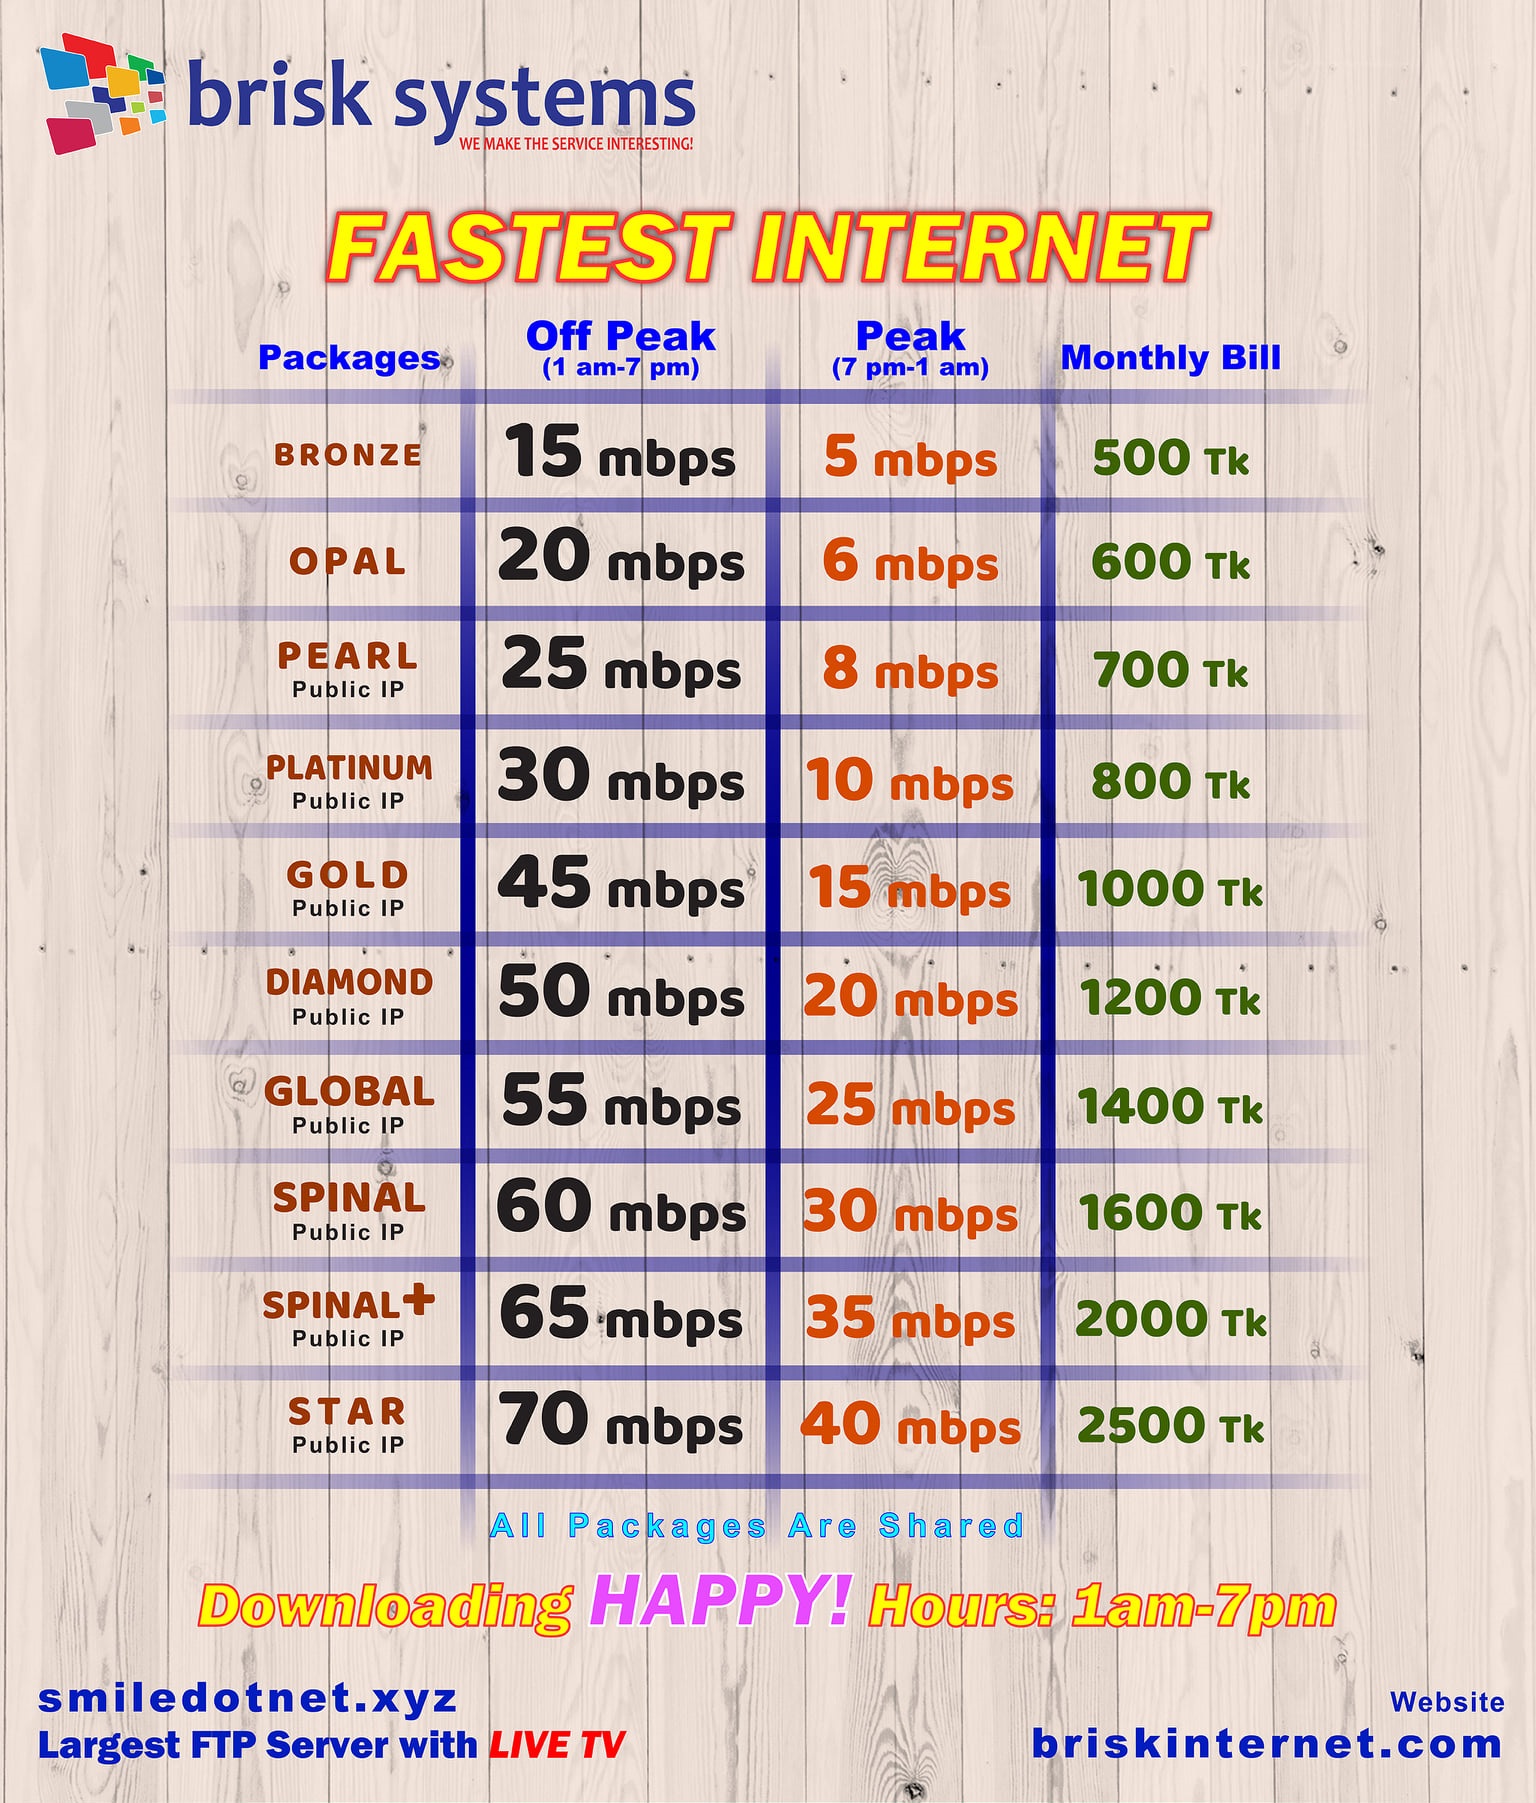 brisk systems
WE MAKE THE SERVICE INTERESTING!
FASTEST INTERNET
Packages Off Peak (1 am-7 pm) Peak (7 pm-1 am) Monthly Bill
BRONZE 15 mbps 5 mbps 500 Tk
OPAL 20 mbps 6 mbps 600 Tk
PEARL 25 mbps 8 mbps 700 Tk
Public IP
PLATINUM 30 mbps 10 mbps 800 Tk
Public IP
GOLD 45 mbps 15 mbps 1000 Tk
Public IP
DIAMOND 50 mbps 20 mbps 1200 Tk
Public IP
GLOBAL 55 mbps 25 mbps 1400 Tk
Public IP
SPINAL 60 mbps 30 mbps 1600 Tk
Public IP
SPINAL+ 65 mbps 35 mbps 2000 Tk
Public IP
STAR 70 mbps 40 mbps 2500 Tk
Public IP
All Packages Are Shared
Downloading HAPPY! Hours: 1am-7pm
smiledotnet.xyz
Largest FTP Server with LIVE TV
Website
briskinternet.com